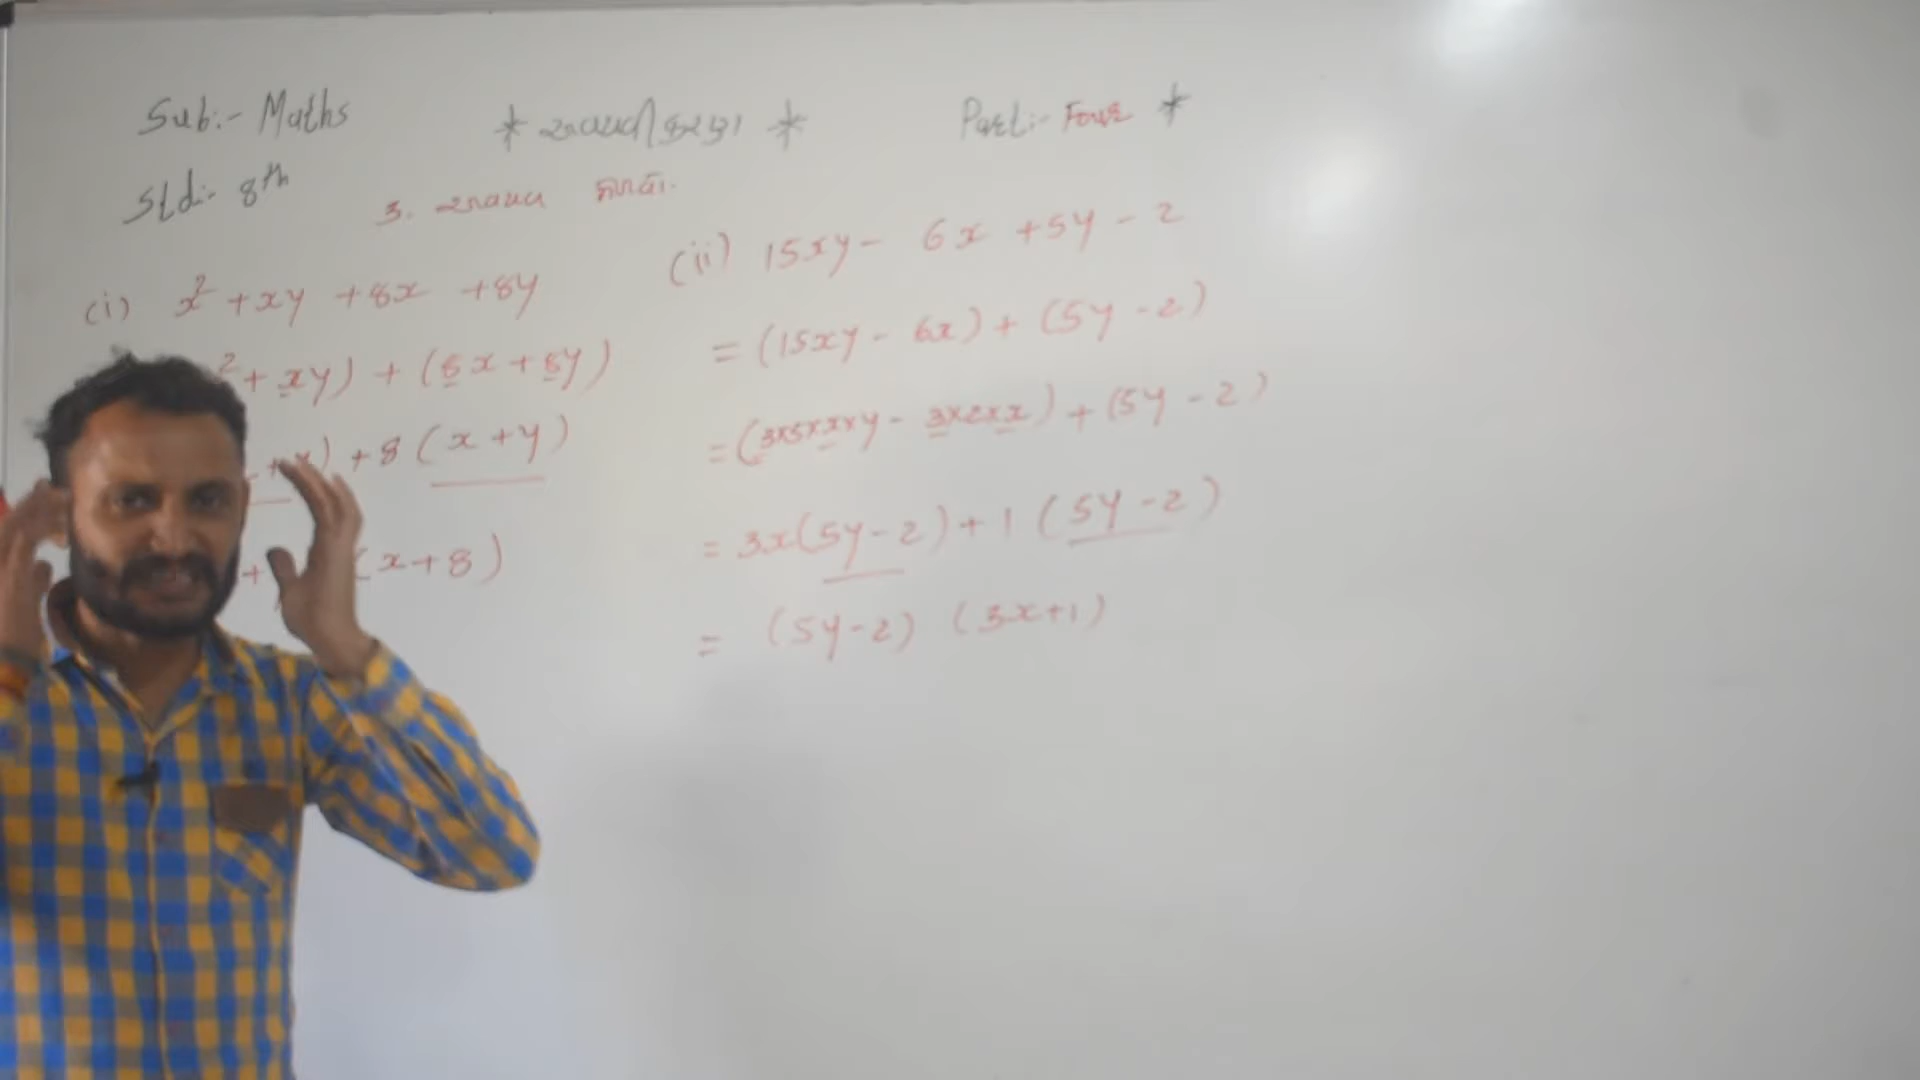 Sub:- Maths
* અવયવીકરણ *
Part:- Four *
Std:- 8th
3. અવયવ
(i) x² + xy + 8x + 8y
² + xy) + (8x + 8y)
+ y) + 8 (x + y)
+ (x + 8)
(ii) 15xy - 6x + 5y - 2
= (15xy - 6x) + (5y - 2)
= (3x5xxxy - 3x2xx) + (5y - 2)
= 3x(5y - 2) + 1 (5y - 2)
= (5y - 2) (3x + 1)